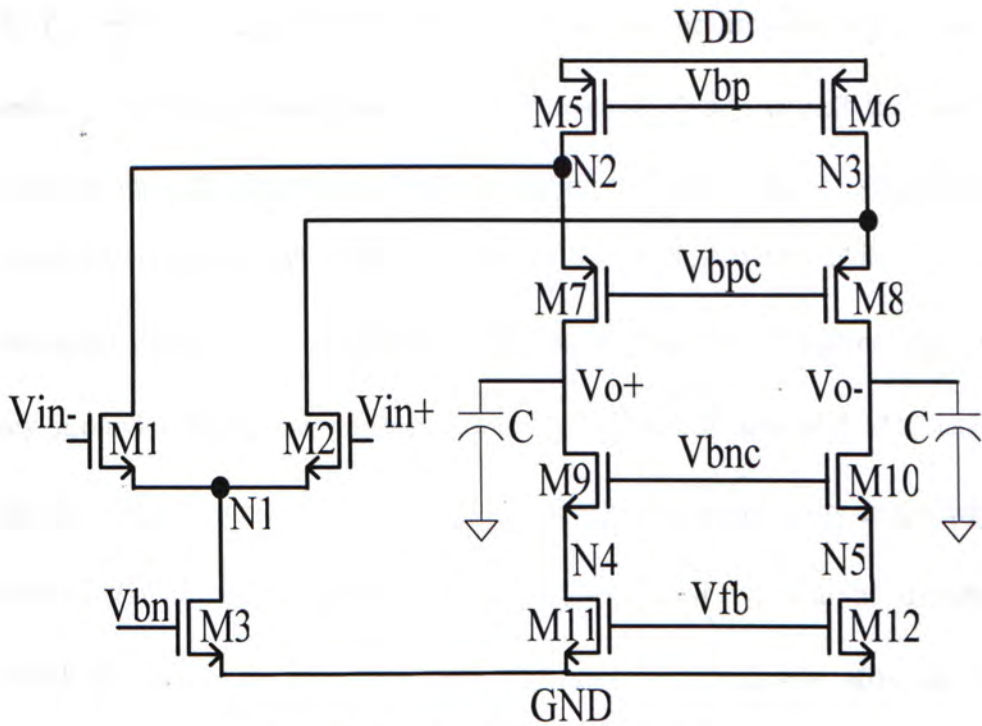 VDD
M5 Vbp M6
N2 N3
M7 Vbpc M8
Vin- M1 M2 Vin+ C Vo+ Vo- C
M9 Vbnc M10
N1
N4 N5
Vbn M3 M11 Vfb M12
GND